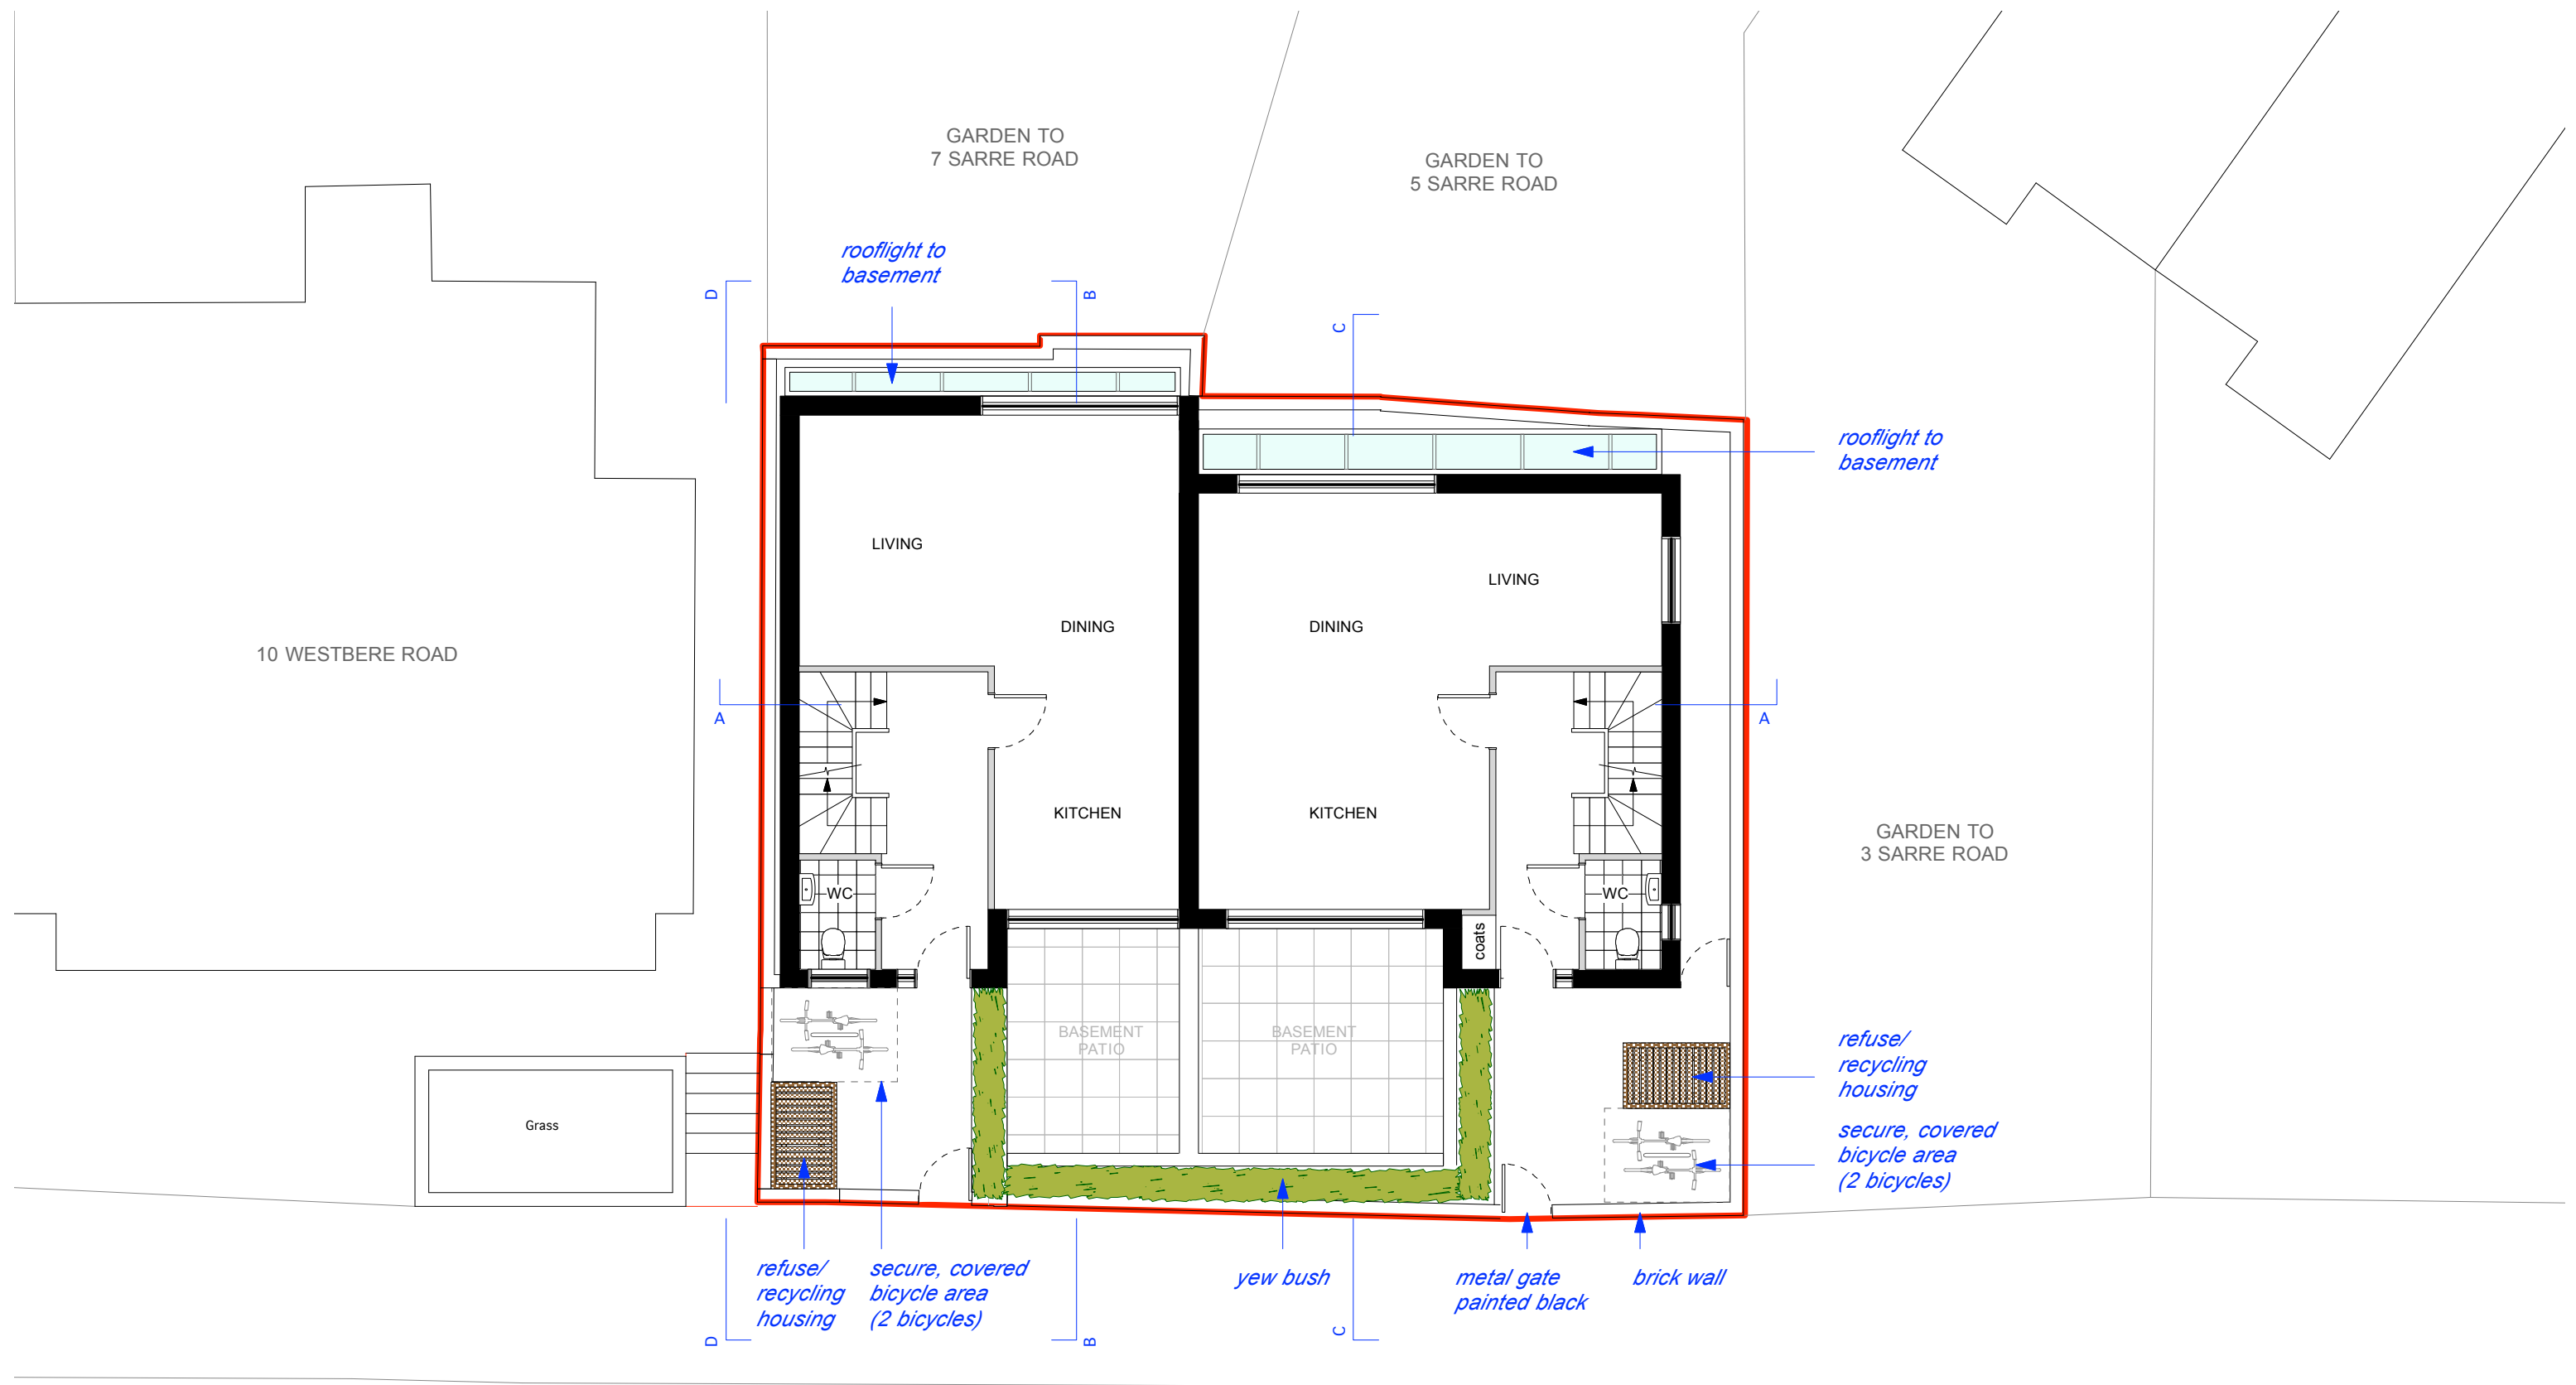 GARDEN TO
7 SARRE ROAD
GARDEN TO
5 SARRE ROAD
rooflight to
basement
D
B
C
rooflight to
basement
LIVING
LIVING
DINING
DINING
10 WESTBERE ROAD
A
A
KITCHEN
KITCHEN
GARDEN TO
3 SARRE ROAD
WC
WC
coats
BASEMENT
PATIO
BASEMENT
PATIO
refuse/
recycling
housing
Grass
secure, covered
bicycle area
(2 bicycles)
refuse/
recycling
housing
secure, covered
bicycle area
(2 bicycles)
yew bush
metal gate
painted black
brick wall
D
B
C